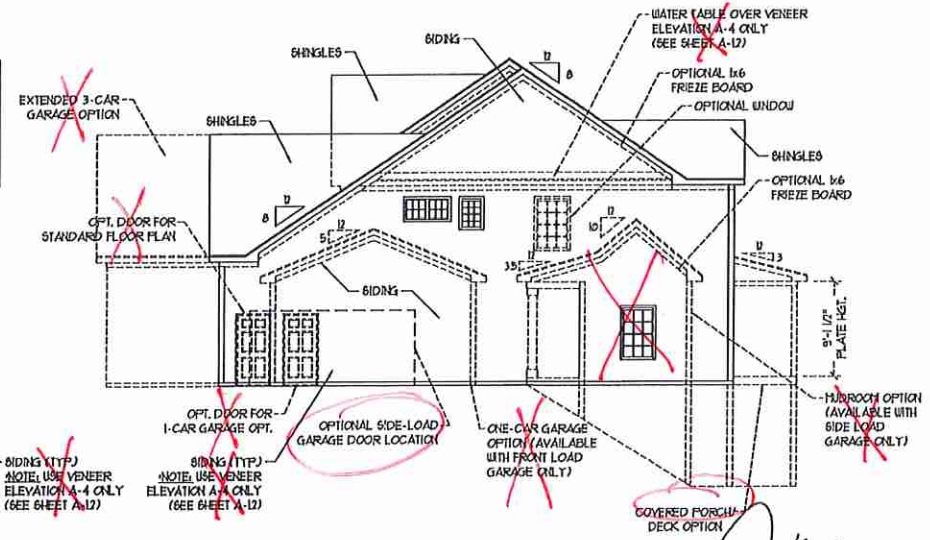 WATER TABLE OVER VENEER
ELEVATION A-4 ONLY
(SEE SHEET A-12)
SIDING
SHINGLES
12
8
OPTIONAL 1x6
FRIEZE BOARD
OPTIONAL WINDOW
EXTENDED 3-CAR
GARAGE OPTION
SHINGLES
SHINGLES
OPTIONAL 1x6
FRIEZE BOARD
12
8
12
5
12
10
12
3.5
12
3
OPT. DOOR FOR
STANDARD FLOOR PLAN
SIDING
9'-1 1/2"
PLATE HGT.
OPT. DOOR FOR
1-CAR GARAGE OPT.
OPTIONAL SIDE-LOAD
GARAGE DOOR LOCATION
ONE-CAR GARAGE
OPTION (AVAILABLE
WITH FRONT LOAD
GARAGE ONLY)
MUDROOM OPTION
(AVAILABLE WITH
SIDE LOAD
GARAGE ONLY)
SIDING (TYP.)
NOTE: USE VENEER
ELEVATION A-4 ONLY
(SEE SHEET A-12)
SIDING (TYP.)
NOTE: USE VENEER
ELEVATION A-4 ONLY
(SEE SHEET A-12)
COVERED PORCH/
DECK OPTION